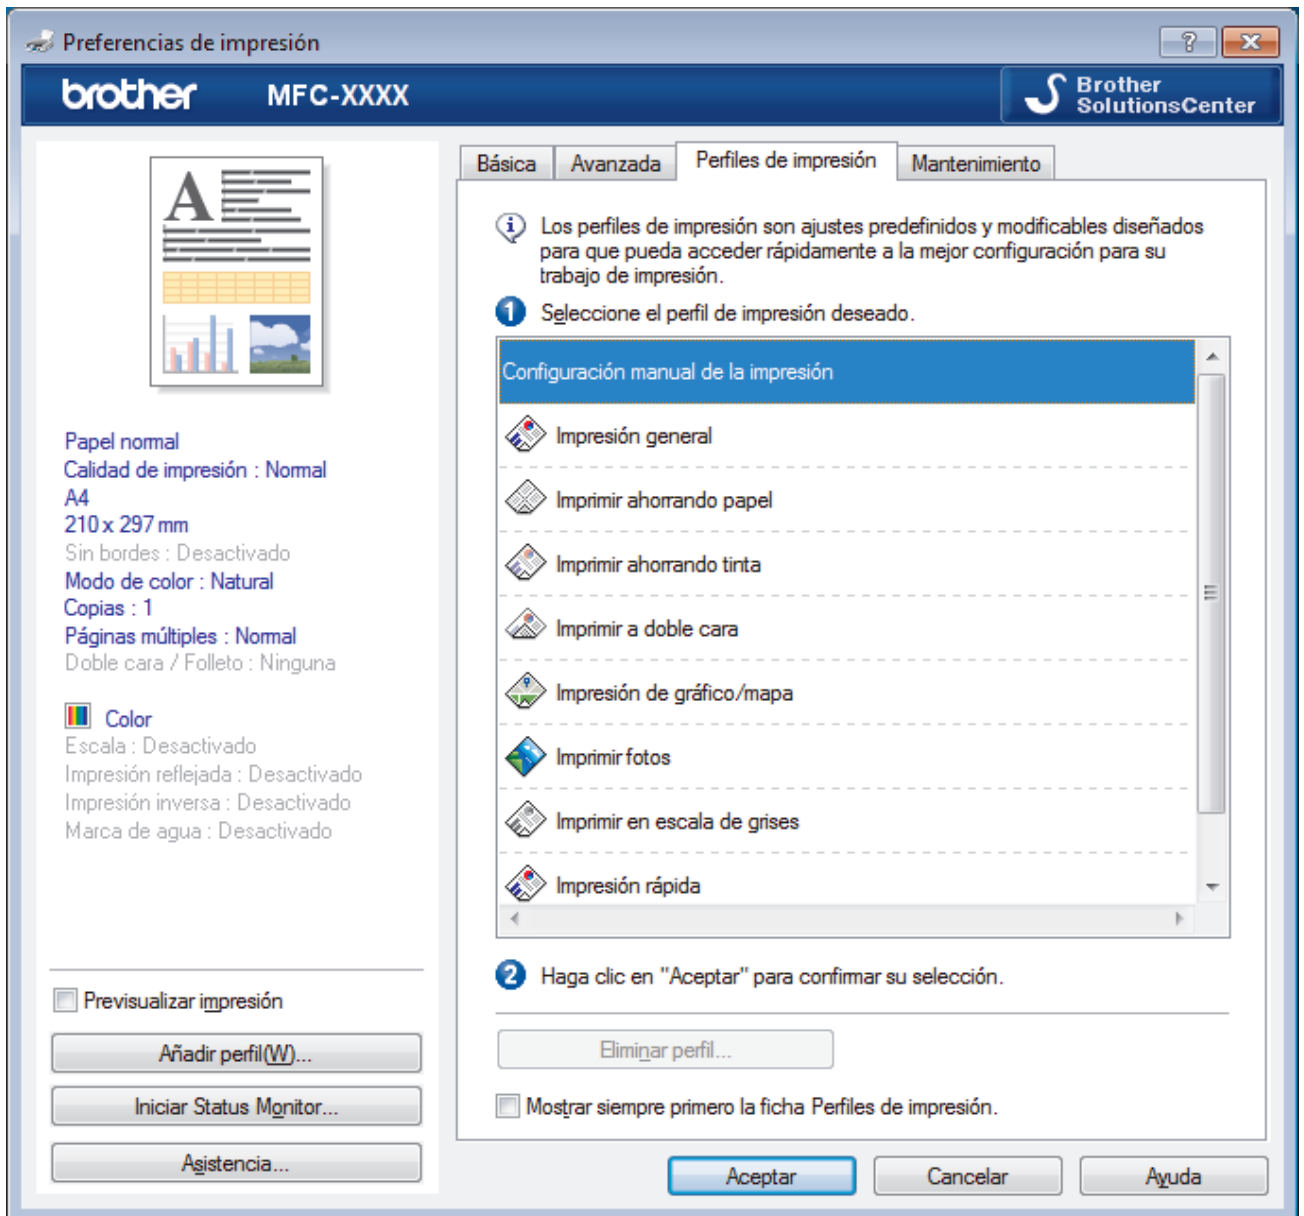 Preferencias de impresión
brother MFC-XXXX
Brother
SolutionsCenter
A
Papel normal
Calidad de impresión : Normal
A4
210 x 297 mm
Sin bordes : Desactivado
Modo de color : Natural
Copias : 1
Páginas múltiples : Normal
Doble cara / Folleto : Ninguna
Color
Escala : Desactivado
Impresión reflejada : Desactivado
Impresión inversa : Desactivado
Marca de agua : Desactivado
Previsualizar impresión
Añadir perfil(W)...
Iniciar Status Monitor...
Asistencia...
Básica Avanzada Perfiles de impresión Mantenimiento
Los perfiles de impresión son ajustes predefinidos y modificables diseñados
para que pueda acceder rápidamente a la mejor configuración para su
trabajo de impresión.
1 Seleccione el perfil de impresión deseado.
Configuración manual de la impresión
Impresión general
Imprimir ahorrando papel
Imprimir ahorrando tinta
Imprimir a doble cara
Impresión de gráfico/mapa
Imprimir fotos
Imprimir en escala de grises
Impresión rápida
2 Haga clic en "Aceptar" para confirmar su selección.
Eliminar perfil...
Mostrar siempre primero la ficha Perfiles de impresión.
Aceptar Cancelar Ayuda